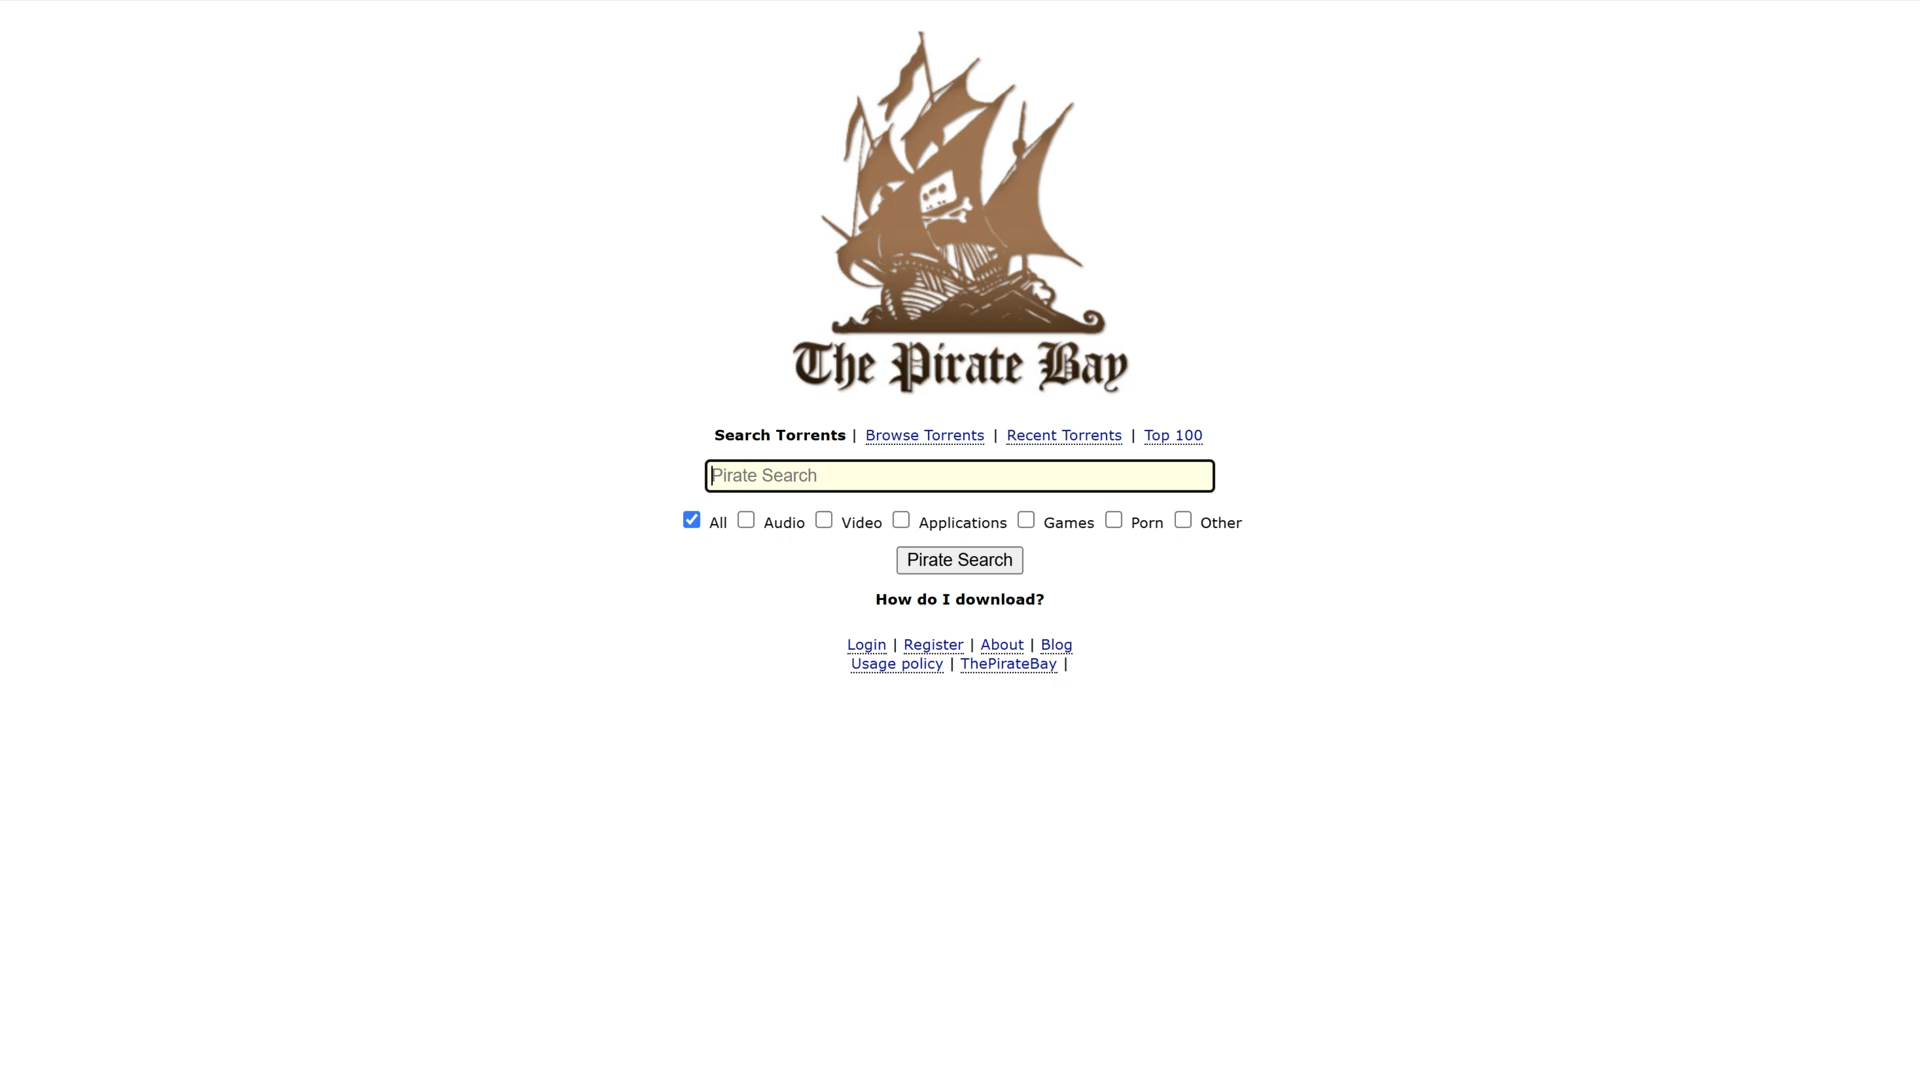 The Pirate Bay
Search Torrents | Browse Torrents | Recent Torrents | Top 100
Pirate Search
All Audio Video Applications Games Porn Other
Pirate Search
How do I download?
Login | Register | About | Blog
Usage policy | ThePirateBay |